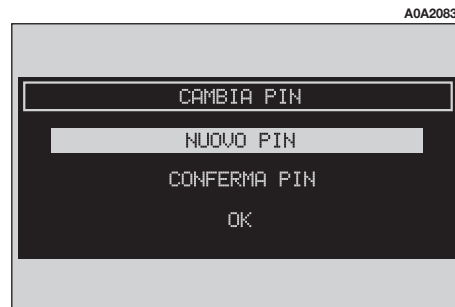 A0A2083
CAMBIA PIN
NUOVO PIN
CONFERMA PIN
OK